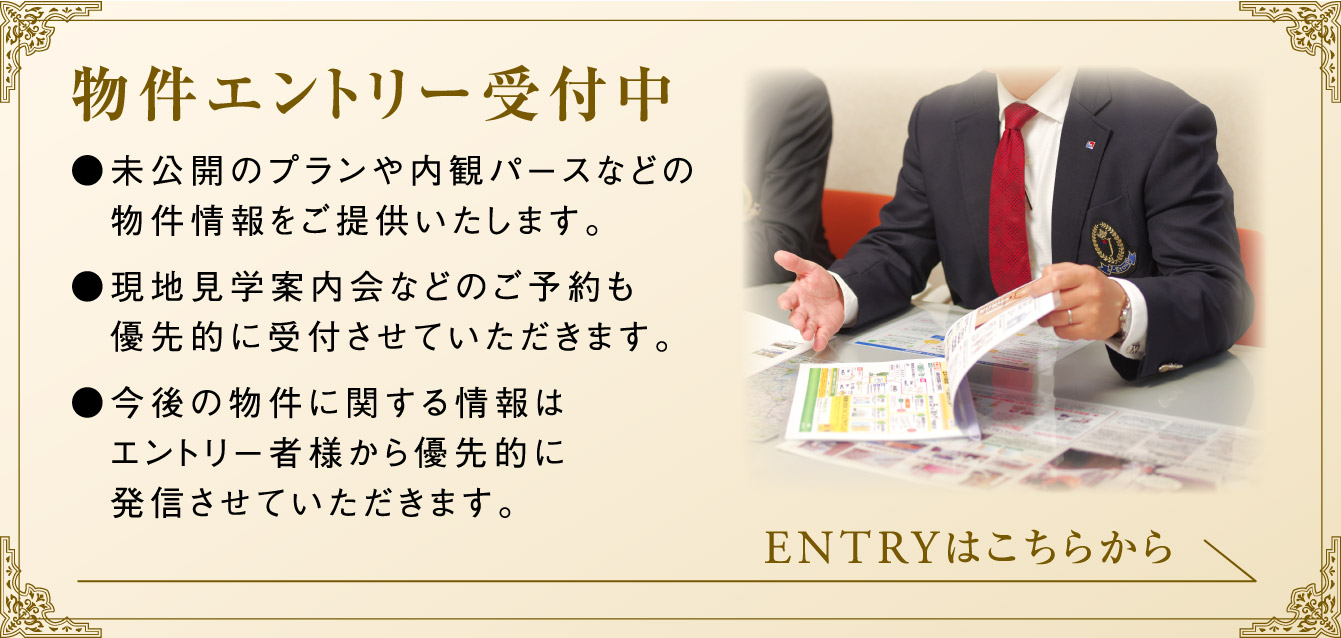 物件エントリー受付中
●未公開のプランや内観パースなどの
物件情報をご提供いたします。
●現地見学案内会などのご予約も
優先的に受付させていただきます。
●今後の物件に関する情報は
エントリー者様から優先的に
発信させていただきます。
ENTRYはこちらから